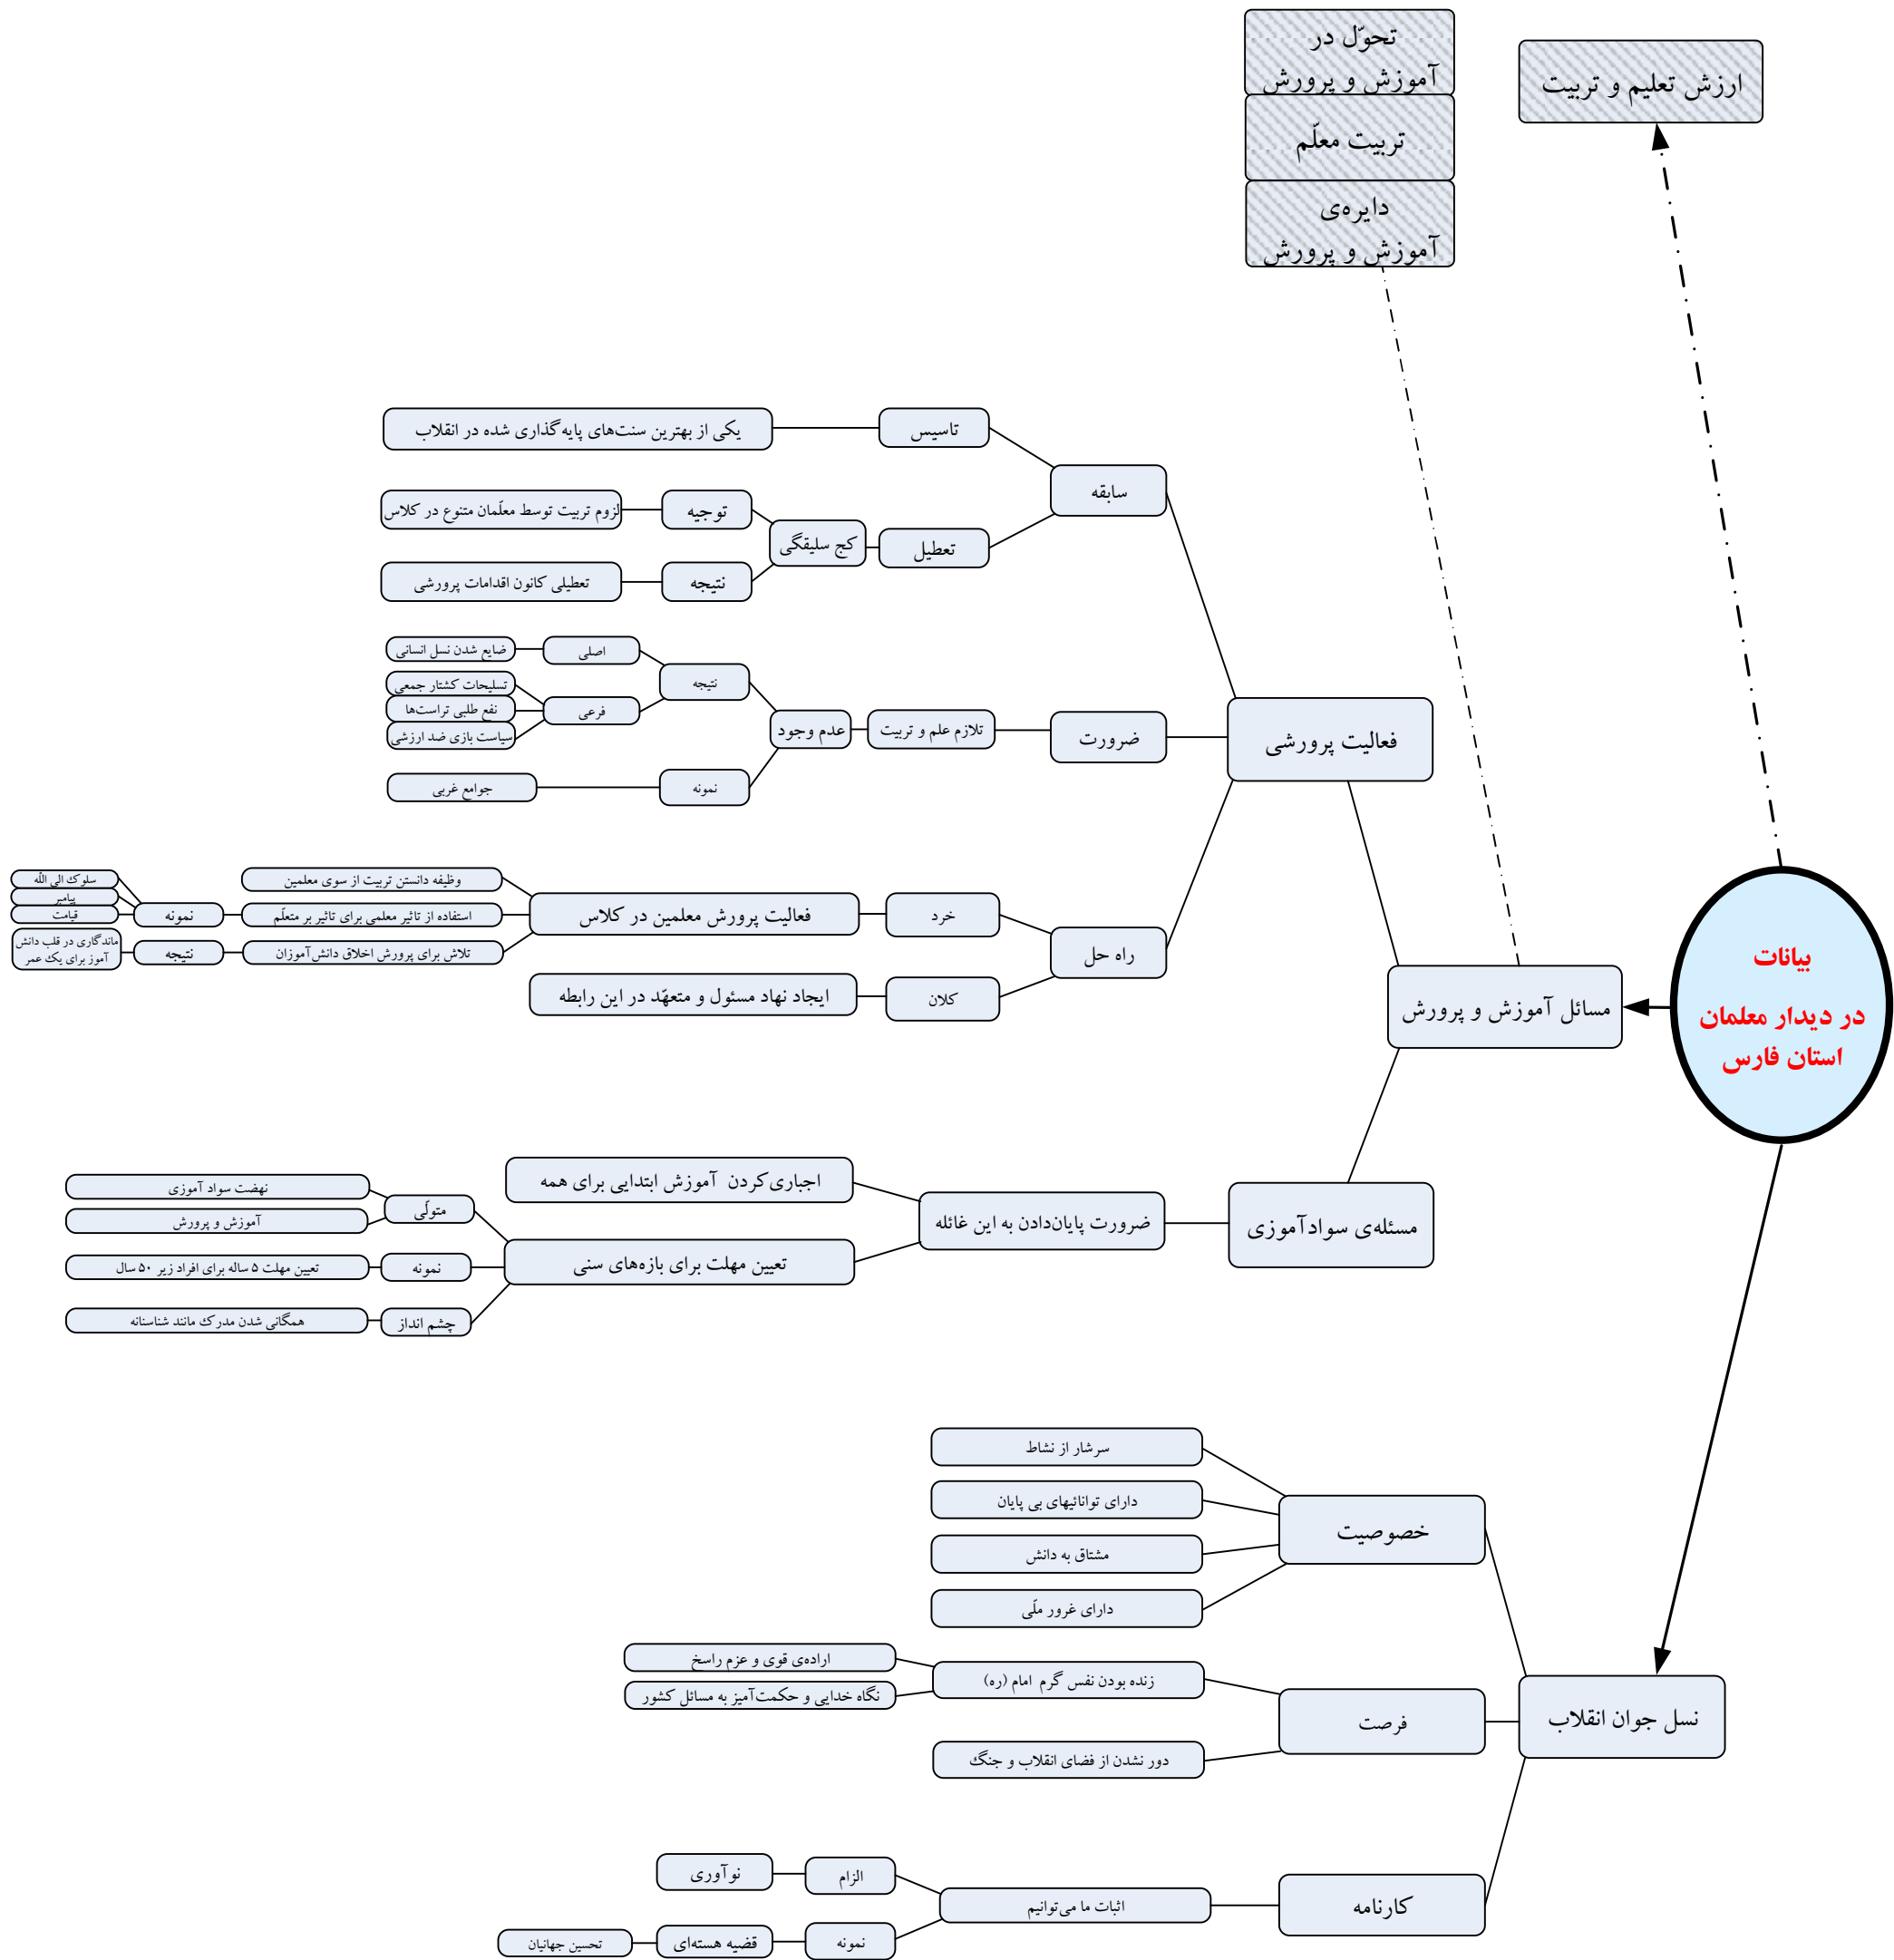 تحوّل در
آموزش و پرورش
تربیت معلّم
دایره‌ی
آموزش و پرورش
ارزش تعلیم و تربیت
بیانات
در دیدار معلمان
استان فارس
مسائل آموزش و پرورش
فعالیت پرورشی
سابقه
تاسیس
یکی از بهترین سنت‌های پایه‌گذاری شده در انقلاب
تعطیل
کج سلیقگی
توجیه
لزوم تربیت توسط معلّمان متنوع در کلاس
نتیجه
تعطیلی کانون اقدامات پرورشی
ضرورت
تلازم علم و تربیت
عدم وجود
نتیجه
اصلی
ضایع شدن نسل انسانی
فرعی
تسلیحات کشتار جمعی
نفع طلبی تراست‌ها
سیاست بازی ضد ارزشی
نمونه
جوامع غربی
راه حل
خرد
فعالیت پرورش معلمین در کلاس
وظیفه دانستن تربیت از سوی معلمین
استفاده از تاثیر معلمی برای تاثیر بر متعلّم
نمونه
سلوک الی اللّه
پیامبر
قیامت
تلاش برای پرورش اخلاق دانش‌آموزان
نتیجه
ماندگاری در قلب دانش
آموز برای یک عمر
کلان
ایجاد نهاد مسئول و متعهّد در این رابطه
مسئله‌ی سوادآموزی
ضرورت پایان‌دادن به این غائله
اجباری‌کردن آموزش ابتدایی برای همه
تعیین مهلت برای بازه‌های سنی
متولّی
نهضت سواد آموزی
آموزش و پرورش
نمونه
تعیین مهلت ۵ ساله برای افراد زیر ۵۰ سال
چشم انداز
همگانی شدن مدرک مانند شناسنانه
نسل جوان انقلاب
خصوصیت
سرشار از نشاط
دارای توانائیهای بی پایان
مشتاق به دانش
دارای غرور ملّی
فرصت
زنده بودن نفس گرم امام (ره)
اراده‌ی قوی و عزم راسخ
نگاه خدایی و حکمت‌آمیز به مسائل کشور
دور نشدن از فضای انقلاب و جنگ
کارنامه
اثبات ما می‌توانیم
الزام
نوآوری
نمونه
قضیه هسته‌ای
تحسین جهانیان